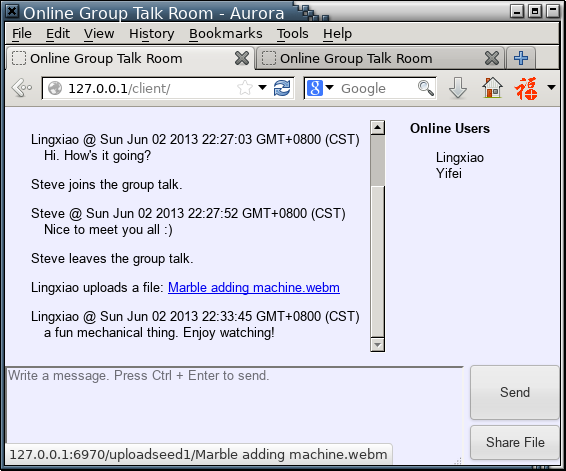 Online Group Talk Room - Aurora
File Edit View History Bookmarks Tools Help
Online Group Talk Room
Online Group Talk Room
127.0.0.1/client/
Google
福
Lingxiao @ Sun Jun 02 2013 22:27:03 GMT+0800 (CST)
Hi. How's it going?
Steve joins the group talk.
Steve @ Sun Jun 02 2013 22:27:52 GMT+0800 (CST)
Nice to meet you all :)
Steve leaves the group talk.
Lingxiao uploads a file: Marble adding machine.webm
Lingxiao @ Sun Jun 02 2013 22:33:45 GMT+0800 (CST)
a fun mechanical thing. Enjoy watching!
Online Users
Lingxiao
Yifei
Write a message. Press Ctrl + Enter to send.
Send
Share File
127.0.0.1:6970/uploadseed1/Marble adding machine.webm